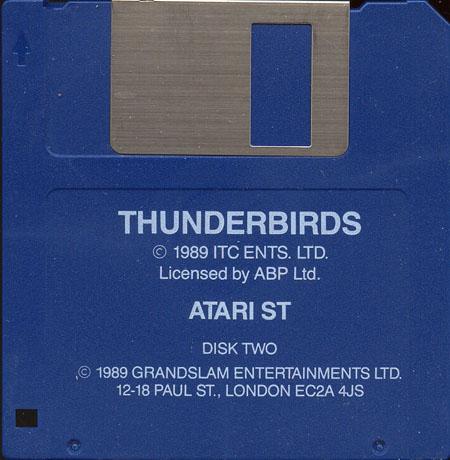 THUNDERBIRDS
© 1989 ITC ENTS. LTD.
Licensed by ABP Ltd.
ATARI ST
DISK TWO
© 1989 GRANDSLAM ENTERTAINMENTS LTD.
12-18 PAUL ST., LONDON EC2A 4JS